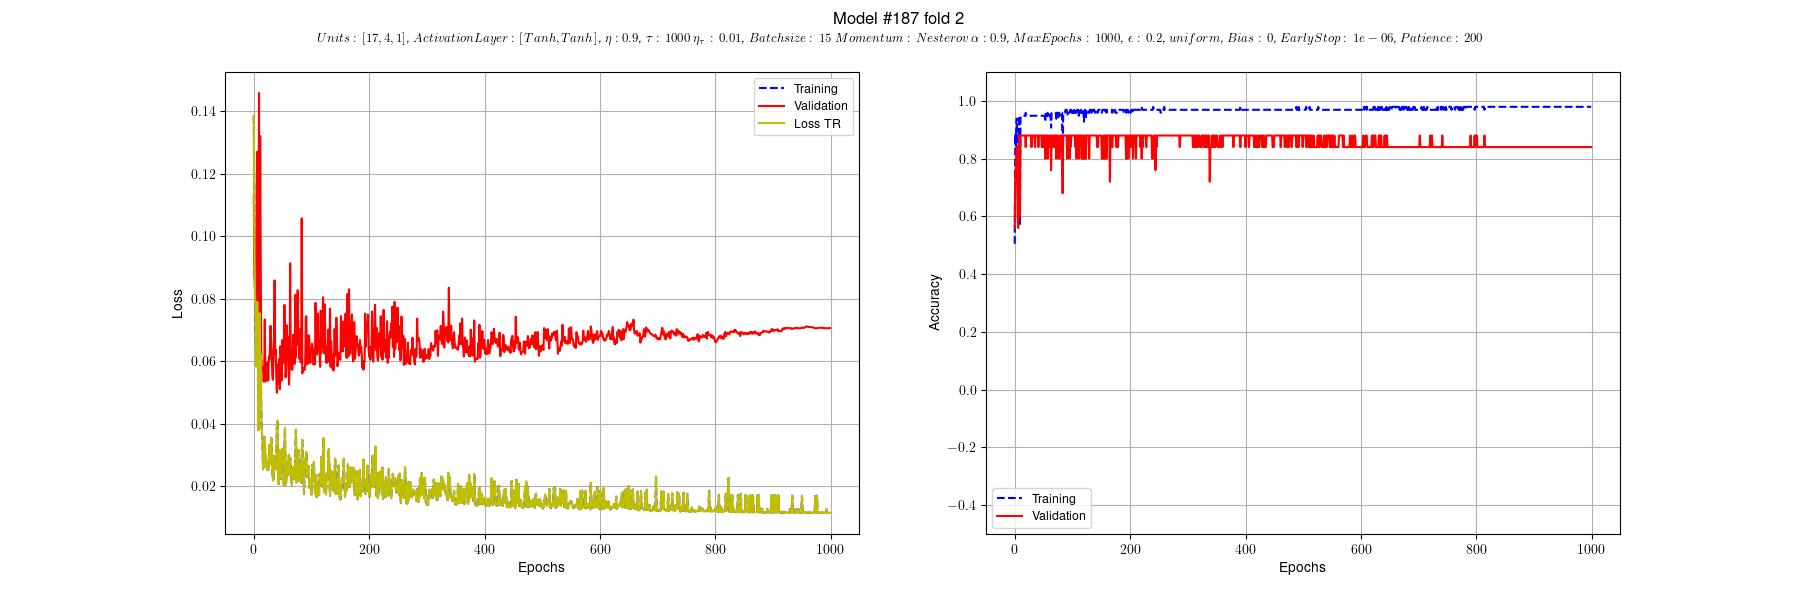 Model #187 fold 2
Units : [17, 4, 1], ActivationLayer : [Tanh, Tanh], η : 0.9, τ : 1000 ητ : 0.01, Batchsize : 15 Momentum : Nesterov α : 0.9, MaxEpochs : 1000, ϵ : 0.2, uniform, Bias : 0, EarlyStop : 1e − 06, Patience : 200
Loss
0.14
0.12
0.10
0.08
0.06
0.04
0.02
Training
Validation
Loss TR
0
200
400
600
800
1000
Epochs
Accuracy
1.0
0.8
0.6
0.4
0.2
0.0
−0.2
−0.4
Training
Validation
0
200
400
600
800
1000
Epochs